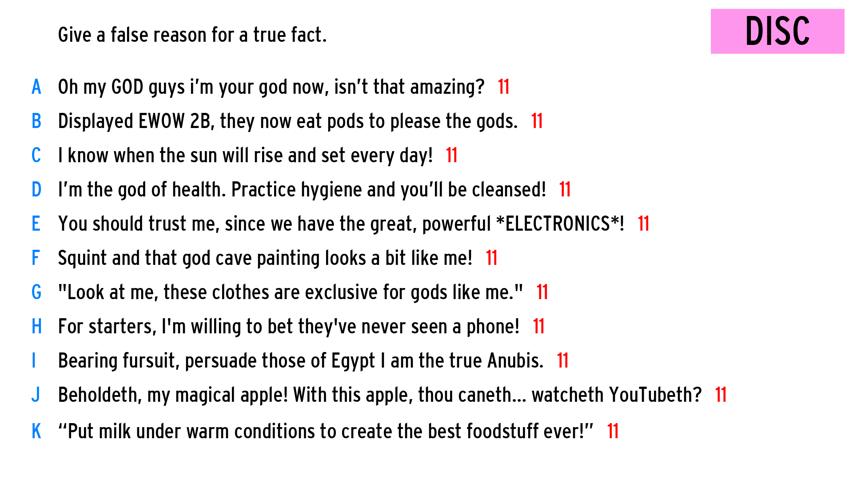 Give a false reason for a true fact.
DISC
A Oh my GOD guys i'm your god now, isn't that amazing? 11
B Displayed EWOW 2B, they now eat pods to please the gods. 11
C I know when the sun will rise and set every day! 11
D I'm the god of health. Practice hygiene and you'll be cleansed! 11
E You should trust me, since we have the great, powerful *ELECTRONICS*! 11
F Squint and that god cave painting looks a bit like me! 11
G "Look at me, these clothes are exclusive for gods like me." 11
H For starters, I'm willing to bet they've never seen a phone! 11
I Bearing fursuit, persuade those of Egypt I am the true Anubis. 11
J Beholdeth, my magical apple! With this apple, thou caneth... watcheth YouTubeth? 11
K “Put milk under warm conditions to create the best foodstuff ever!” 11